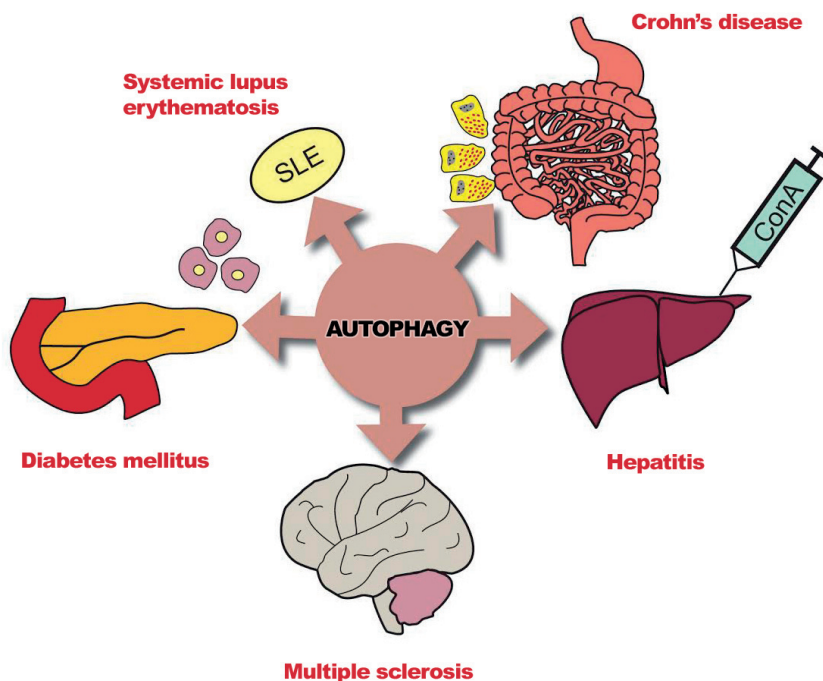 Crohn's disease
Systemic lupus
erythematosis
SLE
ConA
AUTOPHAGY
Diabetes mellitus
Hepatitis
Multiple sclerosis